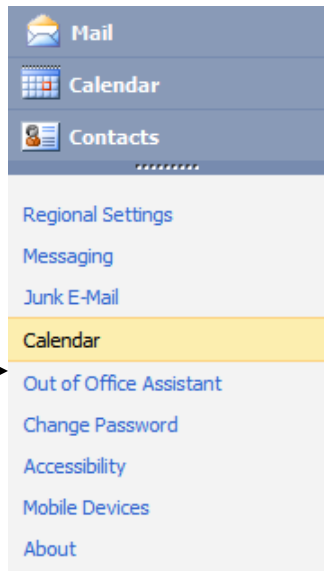 Mail
Calendar
Contacts
Regional Settings
Messaging
Junk E-Mail
Calendar
Out of Office Assistant
Change Password
Accessibility
Mobile Devices
About